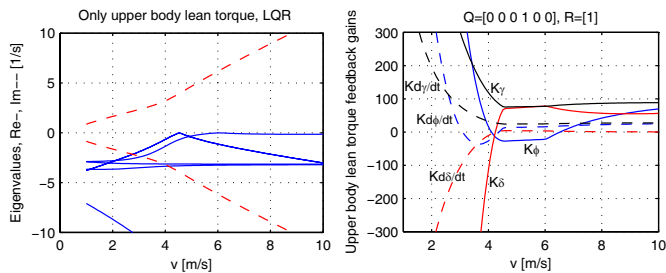 Only upper body lean torque, LQR
Eigenvalues, Re−, Im−− [1/s]
10
5
0
−5
−10
0
2
4
6
8
10
v [m/s]
Q=[0 0 0 1 0 0], R=[1]
Upper body lean torque feedback gains
300
200
100
0
−100
−200
−300
2
4
6
8
10
v [m/s]
Kdγ/dt
Kγ
Kdϕ/dt
Kϕ
Kdδ/dt
Kδ